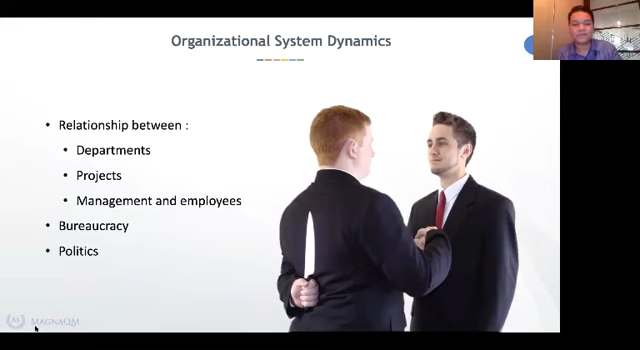 Organizational System Dynamics
• Relationship between :
• Departments
• Projects
• Management and employees
• Bureaucracy
• Politics
MAGNAQM